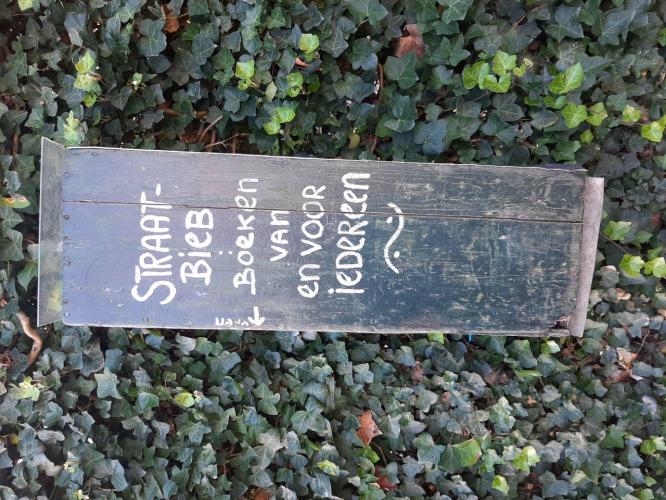 STRAAT-
BIEB
BOEKEN
VAN
en VOOR
iEDEREEN